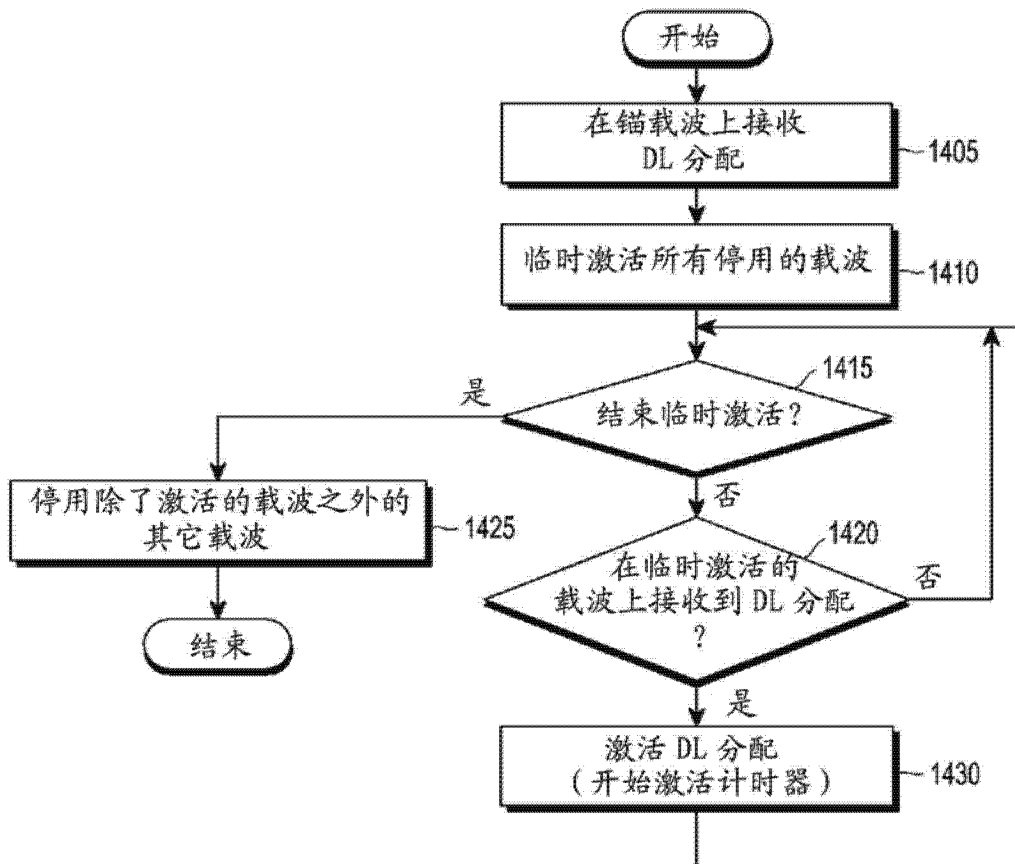 开始
在锚载波上接收
DL 分配
1405
临时激活所有停用的载波
1410
1415
是
结束临时激活?
停用除了激活的载波之外的
其它载波
1425
否
1420
在临时激活的
载波上接收到 DL 分配
?
否
结束
是
激活 DL 分配
(开始激活计时器)
1430